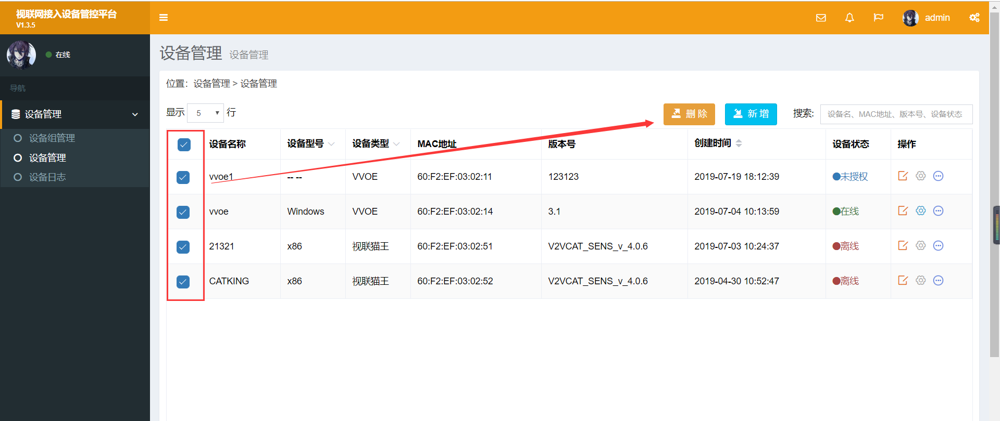 视联网接入设备管控平台
V1.3.5
admin
在线
导航
设备管理
设备组管理
设备管理
设备日志
设备管理 设备管理
位置：设备管理 > 设备管理
显示 5 行
删 除 新 增 搜索: 设备名、MAC地址、版本号、设备状态
设备名称 设备型号 设备类型 MAC地址 版本号 创建时间 设备状态 操作
vvoe1 -- -- VVOE 60:F2:EF:03:02:11 123123 2019-07-19 18:12:39 未授权
vvoe Windows VVOE 60:F2:EF:03:02:14 3.1 2019-07-04 10:13:59 在线
21321 x86 视联猫王 60:F2:EF:03:02:51 V2VCAT_SENS_v_4.0.6 2019-07-03 10:24:37 离线
CATKING x86 视联猫王 60:F2:EF:03:02:52 V2VCAT_SENS_v_4.0.6 2019-04-30 10:52:47 离线